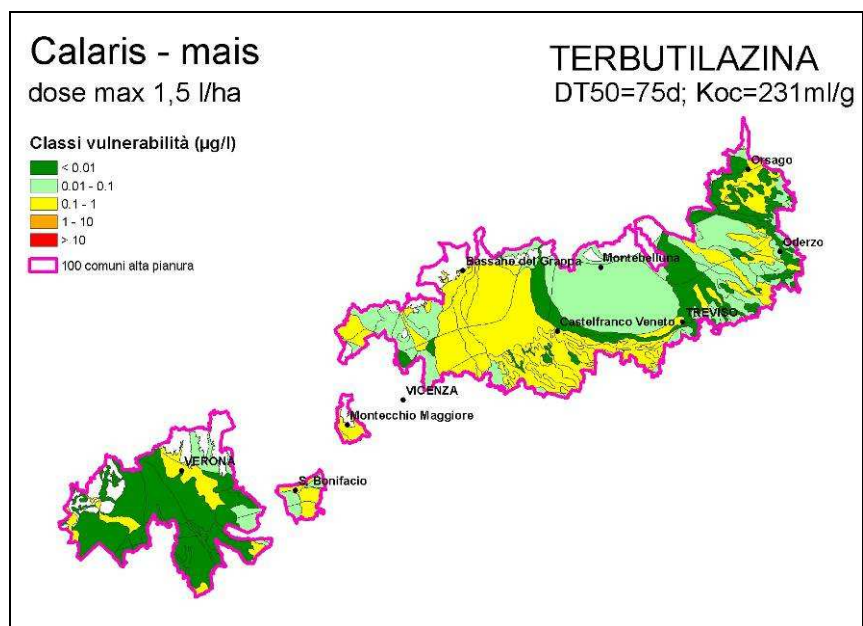 Calaris - mais
dose max 1,5 l/ha
TERBUTILAZINA
DT50=75d; Koc=231ml/g
Classi vulnerabilità (µg/l)
< 0.01
0.01 - 0.1
0.1 - 1
1 - 10
> 10
100 comuni alta pianura
Orsago
Oderzo
Bassano del Grappa
Montebelluna
TREVISO
Castelfranco Veneto
VICENZA
Montecchio Maggiore
VERONA
S. Bonifacio